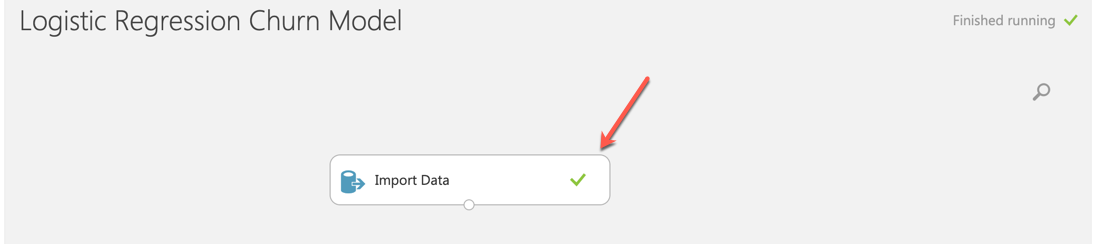 Logistic Regression Churn Model
Finished running
Import Data